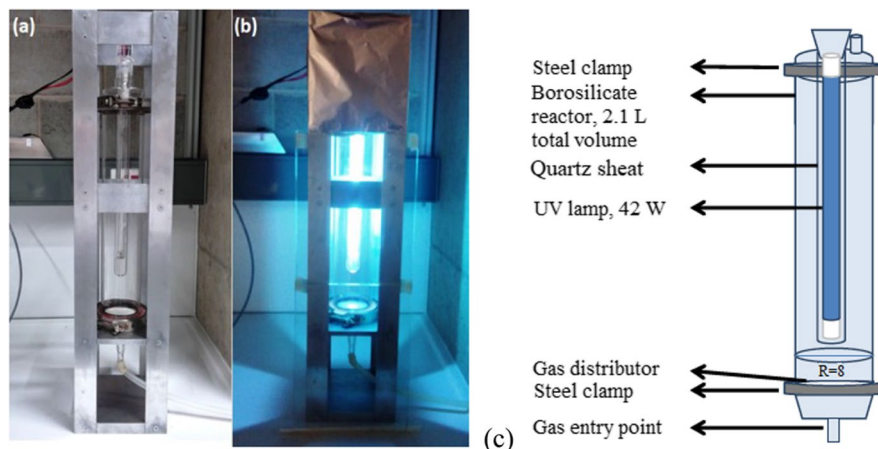 (a)
(b)
Steel clamp
Borosilicate
reactor, 2.1 L
total volume
Quartz sheat
UV lamp, 42 W
Gas distributor
R=8
Steel clamp
Gas entry point
(c)